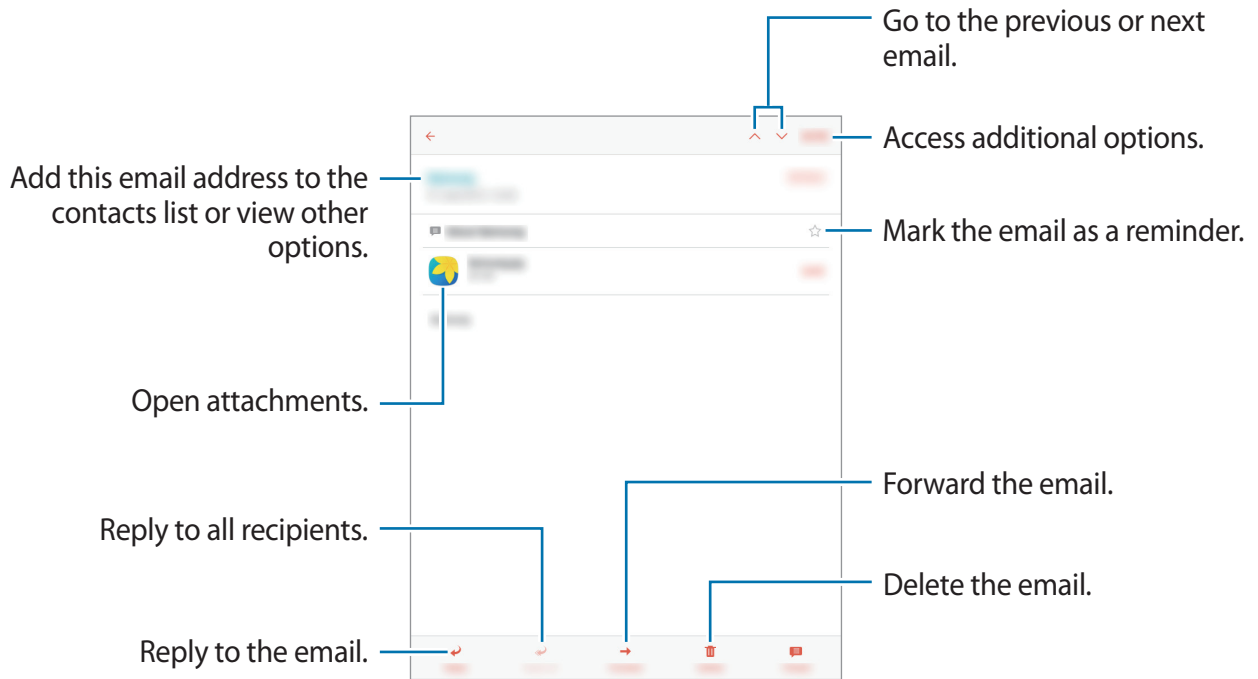 Go to the previous or next
email.
Access additional options.
Add this email address to the
contacts list or view other
options.
Mark the email as a reminder.
Open attachments.
Forward the email.
Reply to all recipients.
Delete the email.
Reply to the email.